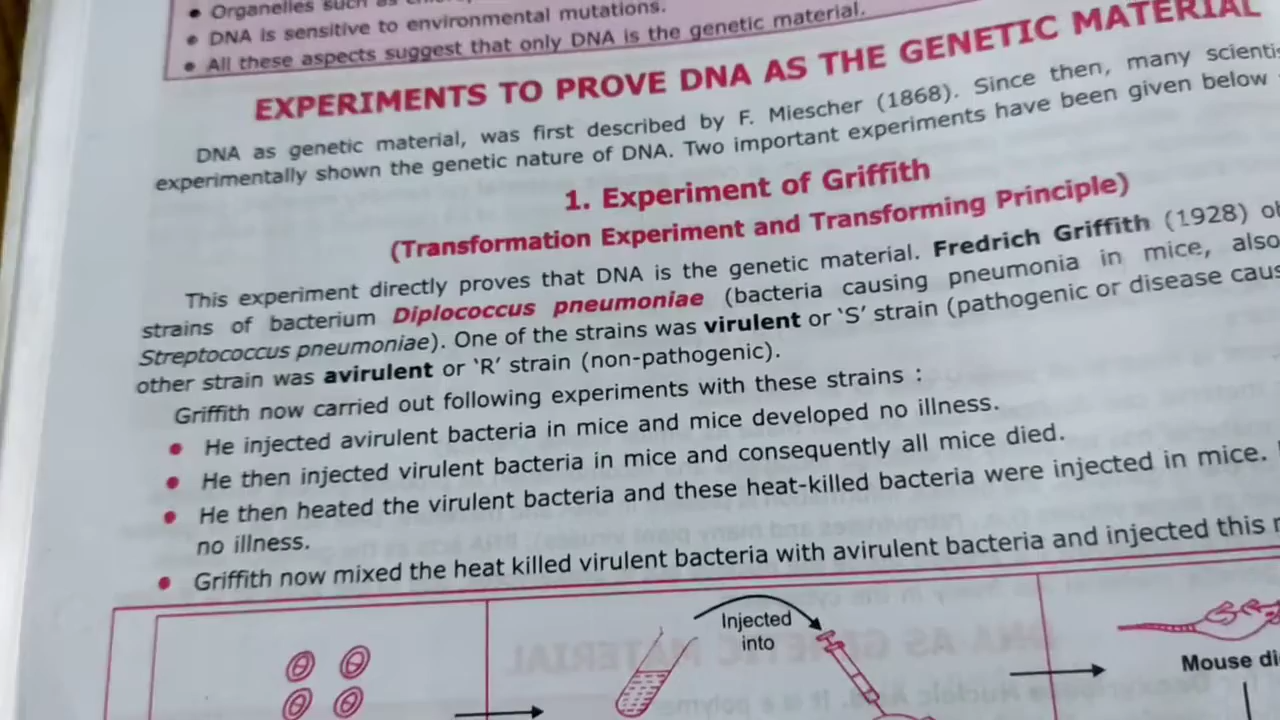 • Organelles such as
• DNA is sensitive to environmental mutations.
• All these aspects suggest that only DNA is the genetic material.
EXPERIMENTS TO PROVE DNA AS THE GENETIC MATERIAL
DNA as genetic material, was first described by F. Miescher (1868). Since then, many
experimentally shown the genetic nature of DNA. Two important experiments have been given below
1. Experiment of Griffith
(Transformation Experiment and Transforming Principle)
This experiment directly proves that DNA is the genetic material. Fredrich Griffith (1928)
strains of bacterium Diplococcus pneumoniae (bacteria causing pneumonia in mice, also
Streptococcus pneumoniae). One of the strains was virulent or ‘S’ strain (pathogenic or disease
other strain was avirulent or ‘R’ strain (non-pathogenic).
Griffith now carried out following experiments with these strains :
• He injected avirulent bacteria in mice and mice developed no illness.
• He then injected virulent bacteria in mice and consequently all mice died.
• He then heated the virulent bacteria and these heat-killed bacteria were injected in mice.
no illness.
• Griffith now mixed the heat killed virulent bacteria with avirulent bacteria and injected this
Injected
into
Mouse